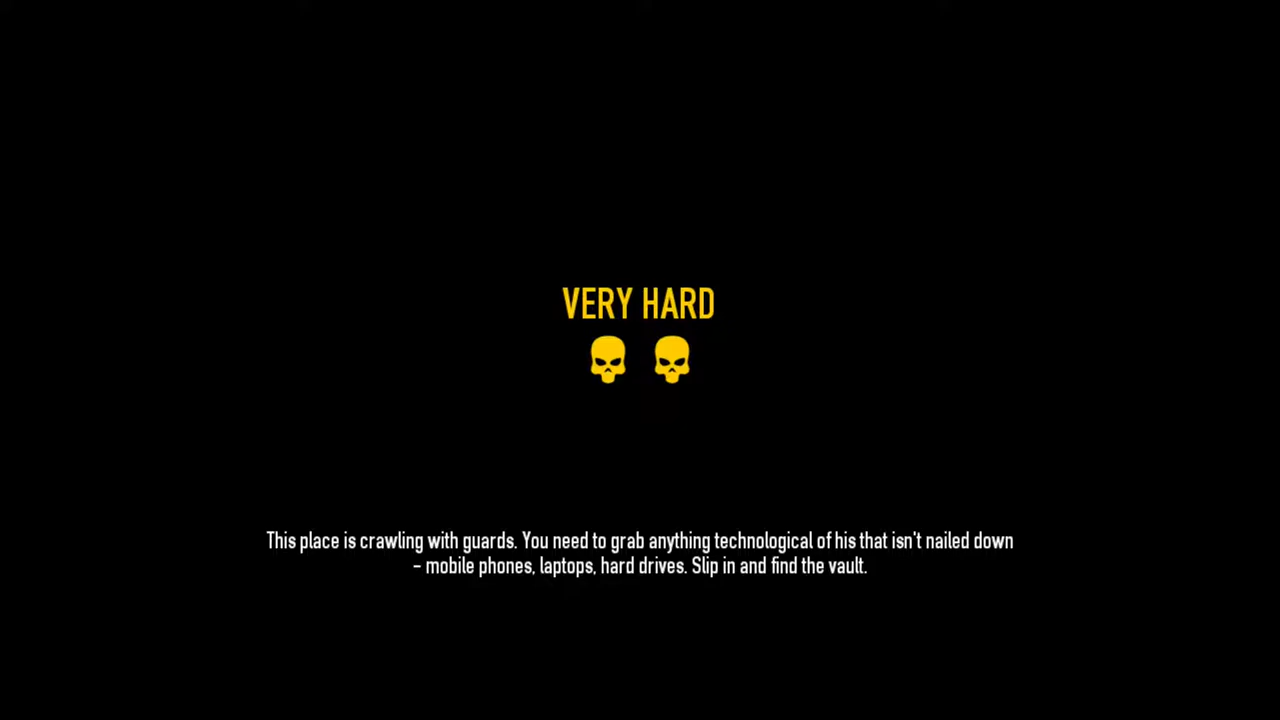 VERY HARD
This place is crawling with guards. You need to grab anything technological of his that isn't nailed down
- mobile phones, laptops, hard drives. Slip in and find the vault.